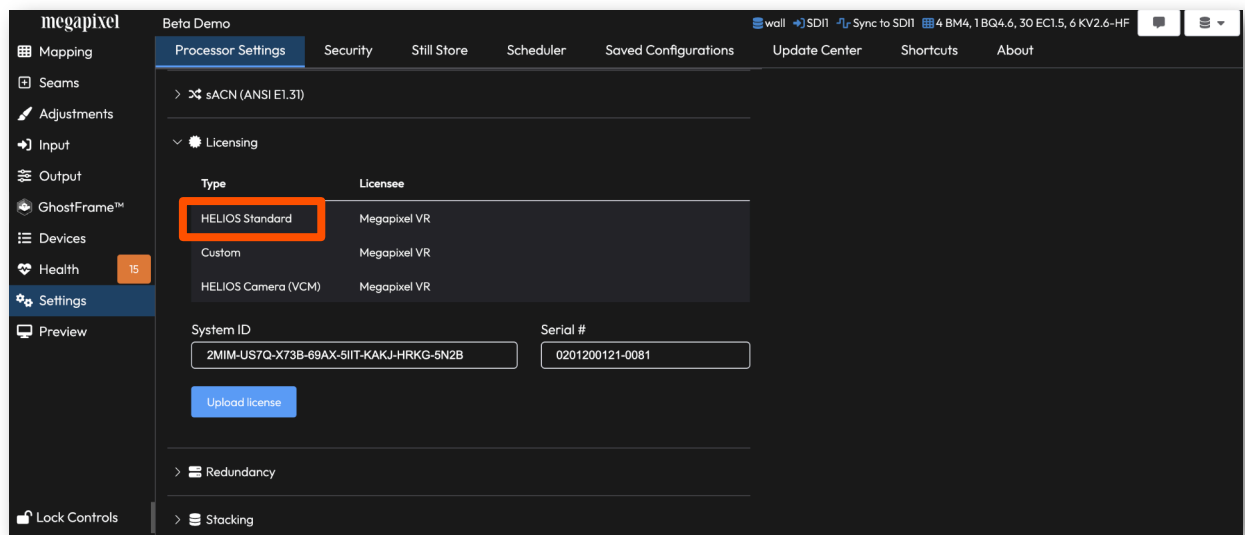 megapixel
Beta Demo
wall SDI1 Sync to SDI1 4 BM4, 1 BQ4.6, 30 EC1.5, 6 KV2.6-HF
Mapping
Seams
Adjustments
Input
Output
GhostFrame™
Devices
Health 15
Settings
Preview
Lock Controls
Processor Settings Security Still Store Scheduler Saved Configurations Update Center Shortcuts About
sACN (ANSI E1.31)
Licensing
Type Licensee
HELIOS Standard Megapixel VR
Custom Megapixel VR
HELIOS Camera (VCM) Megapixel VR
System ID Serial #
2MIM-US7Q-X73B-69AX-5IIT-KAKJ-HRKG-5N2B 0201200121-0081
Upload license
Redundancy
Stacking